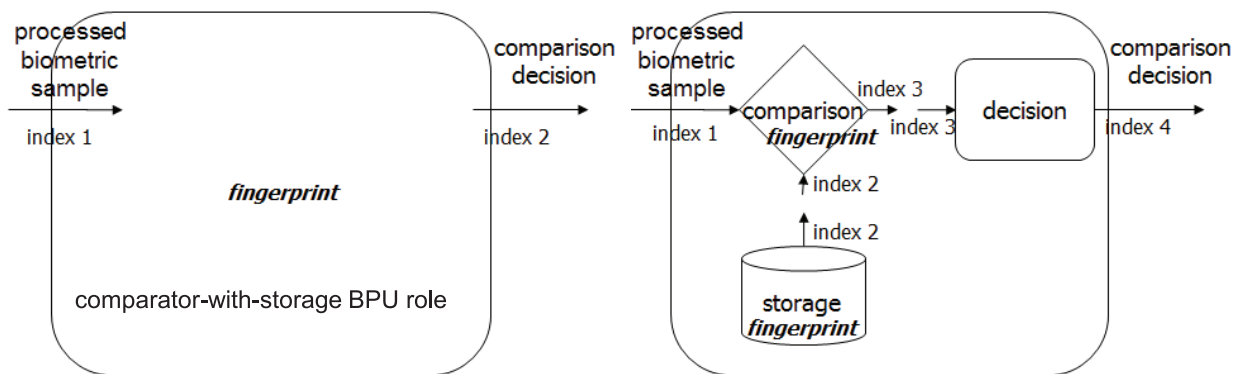 processed
biometric
sample
index 1
comparison
decision
index 2
fingerprint
comparator-with-storage BPU role
processed
biometric
sample
index 1
comparison
fingerprint
index 3
index 3
decision
comparison
decision
index 4
index 2
index 2
storage
fingerprint